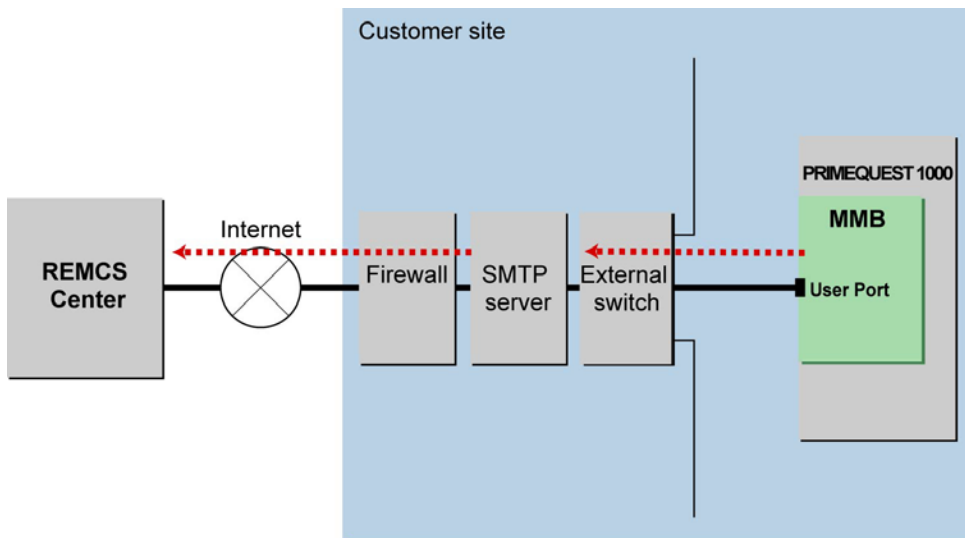 Customer site
PRIMEQUEST 1000
MMB
User Port
Internet
REMCS
Center
Firewall
SMTP
server
External
switch